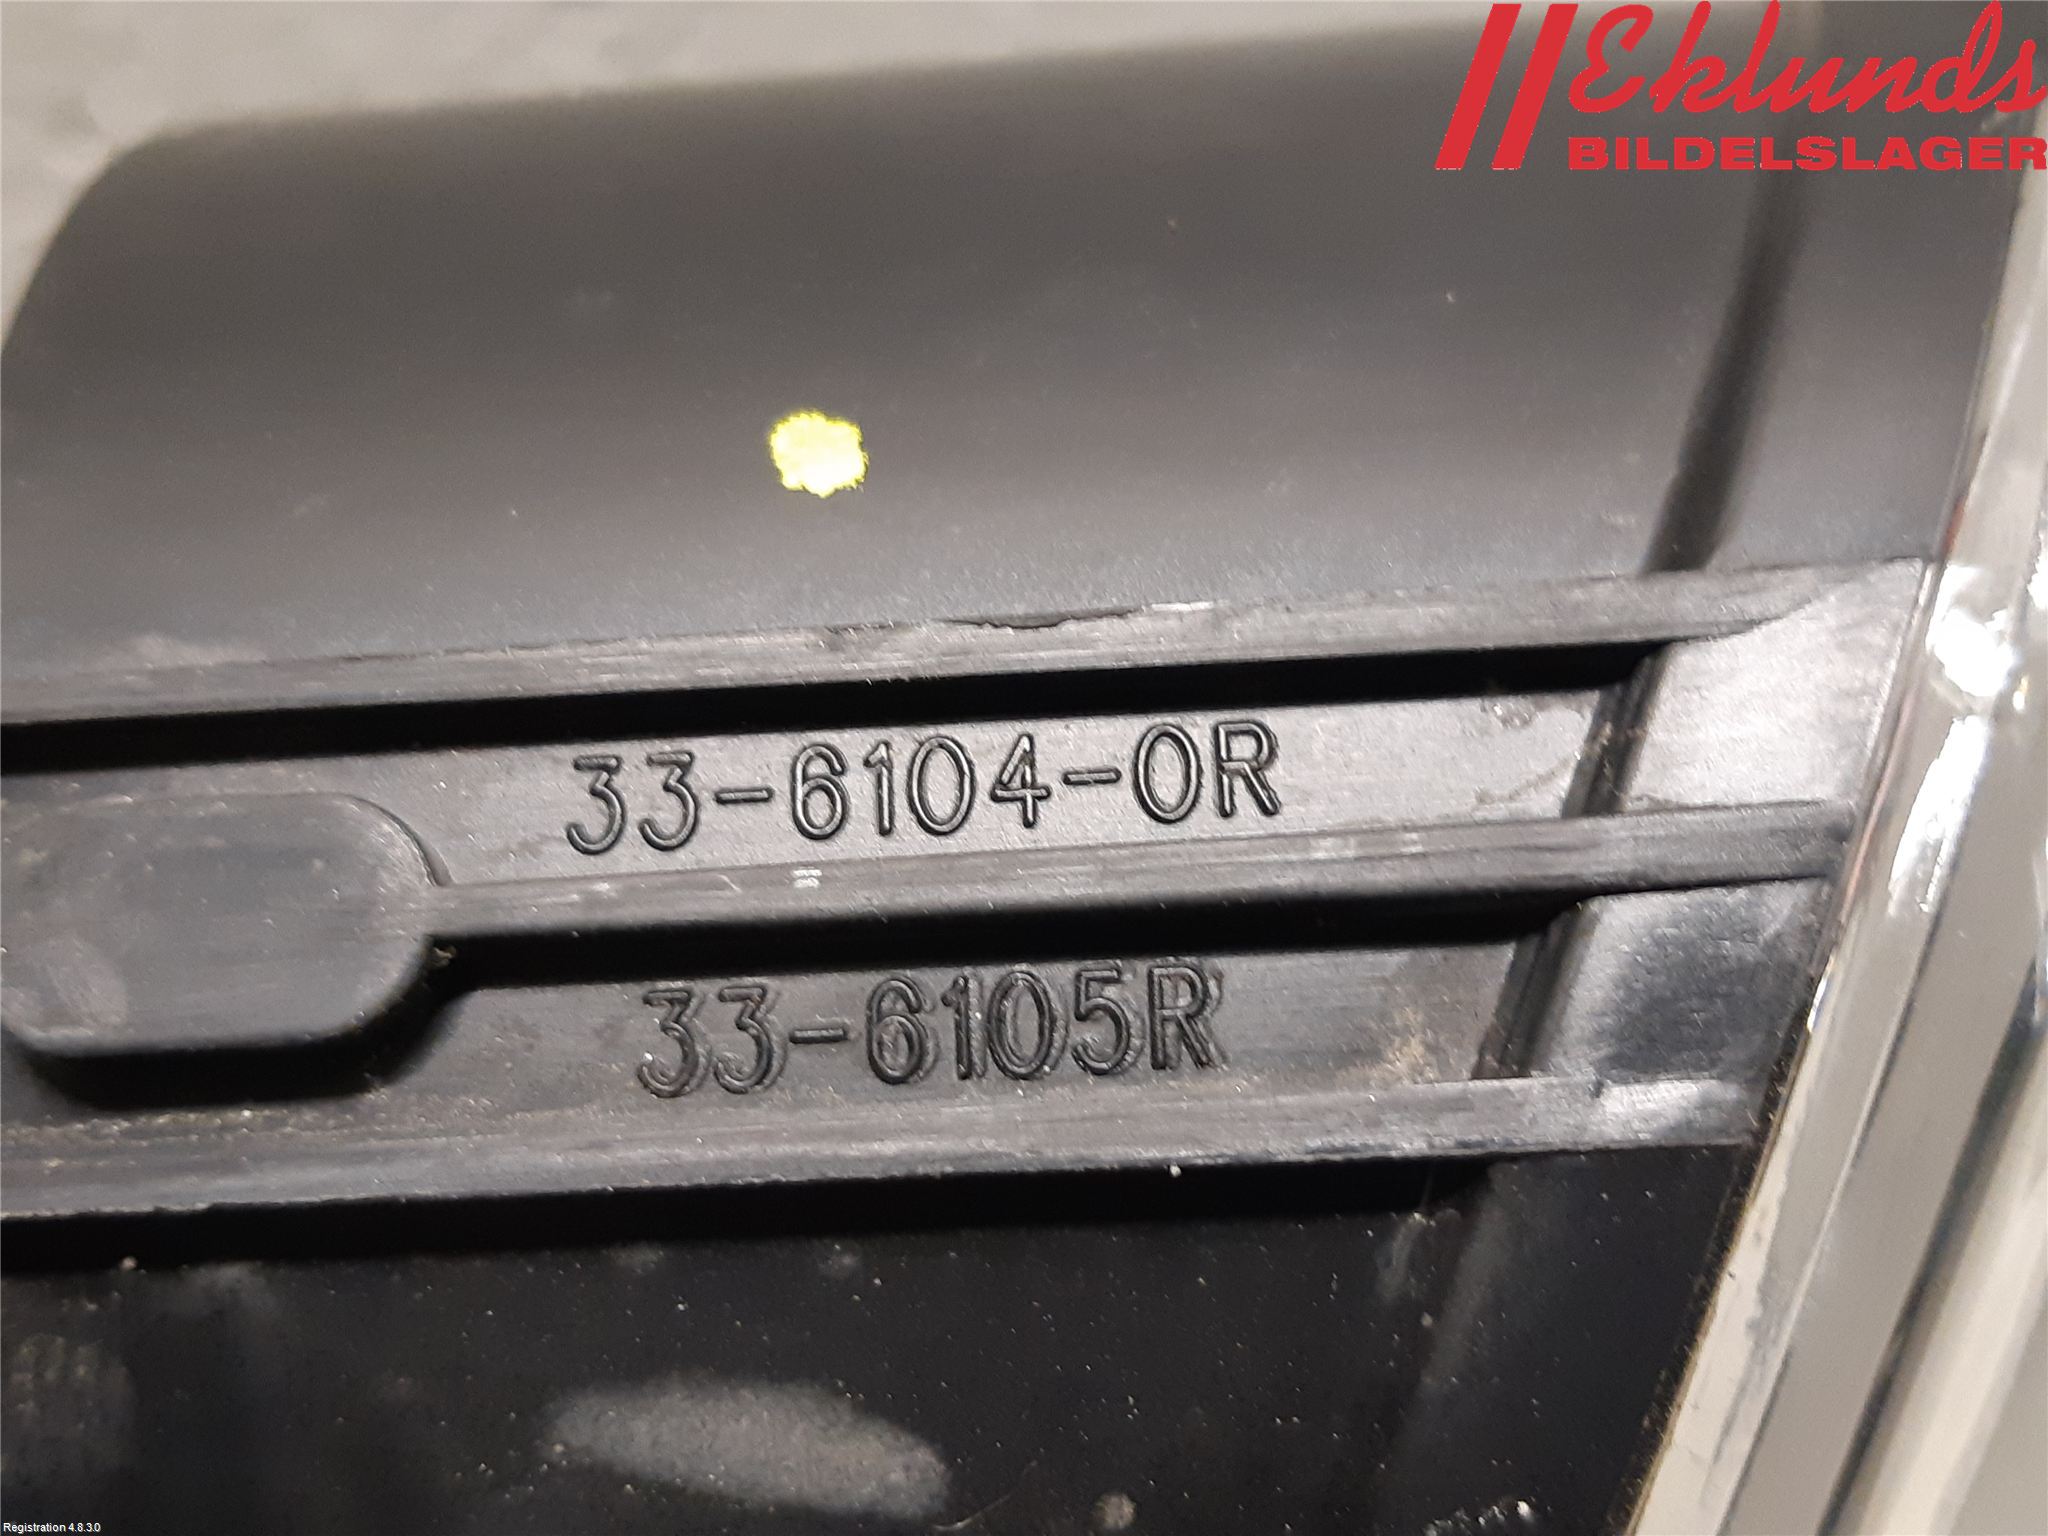 Eklunds
BILDELSLAGER
33-6104-0R
33-6105R
Registration 4.8.3.0